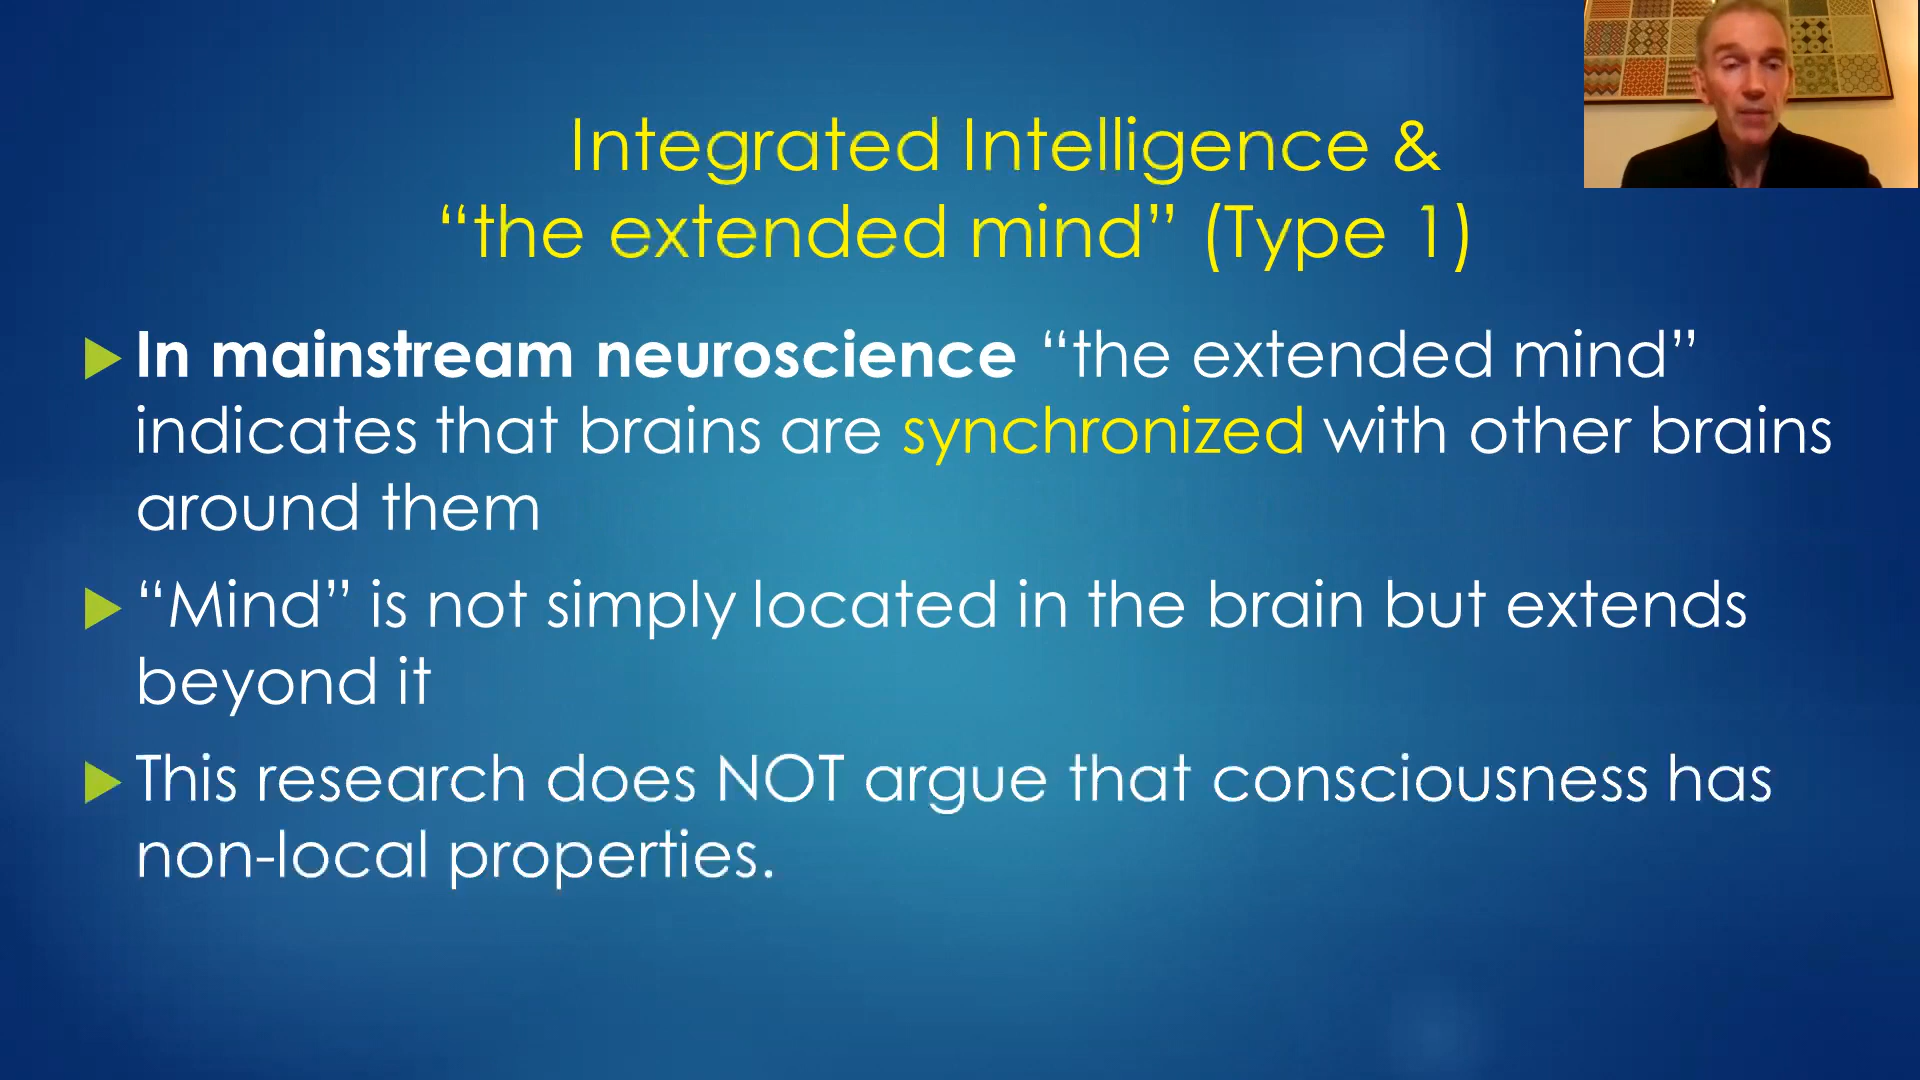 Integrated Intelligence &
“the extended mind” (Type 1)
In mainstream neuroscience “the extended mind”
indicates that brains are synchronized with other brains
around them
“Mind” is not simply located in the brain but extends
beyond it
This research does NOT argue that consciousness has
non-local properties.